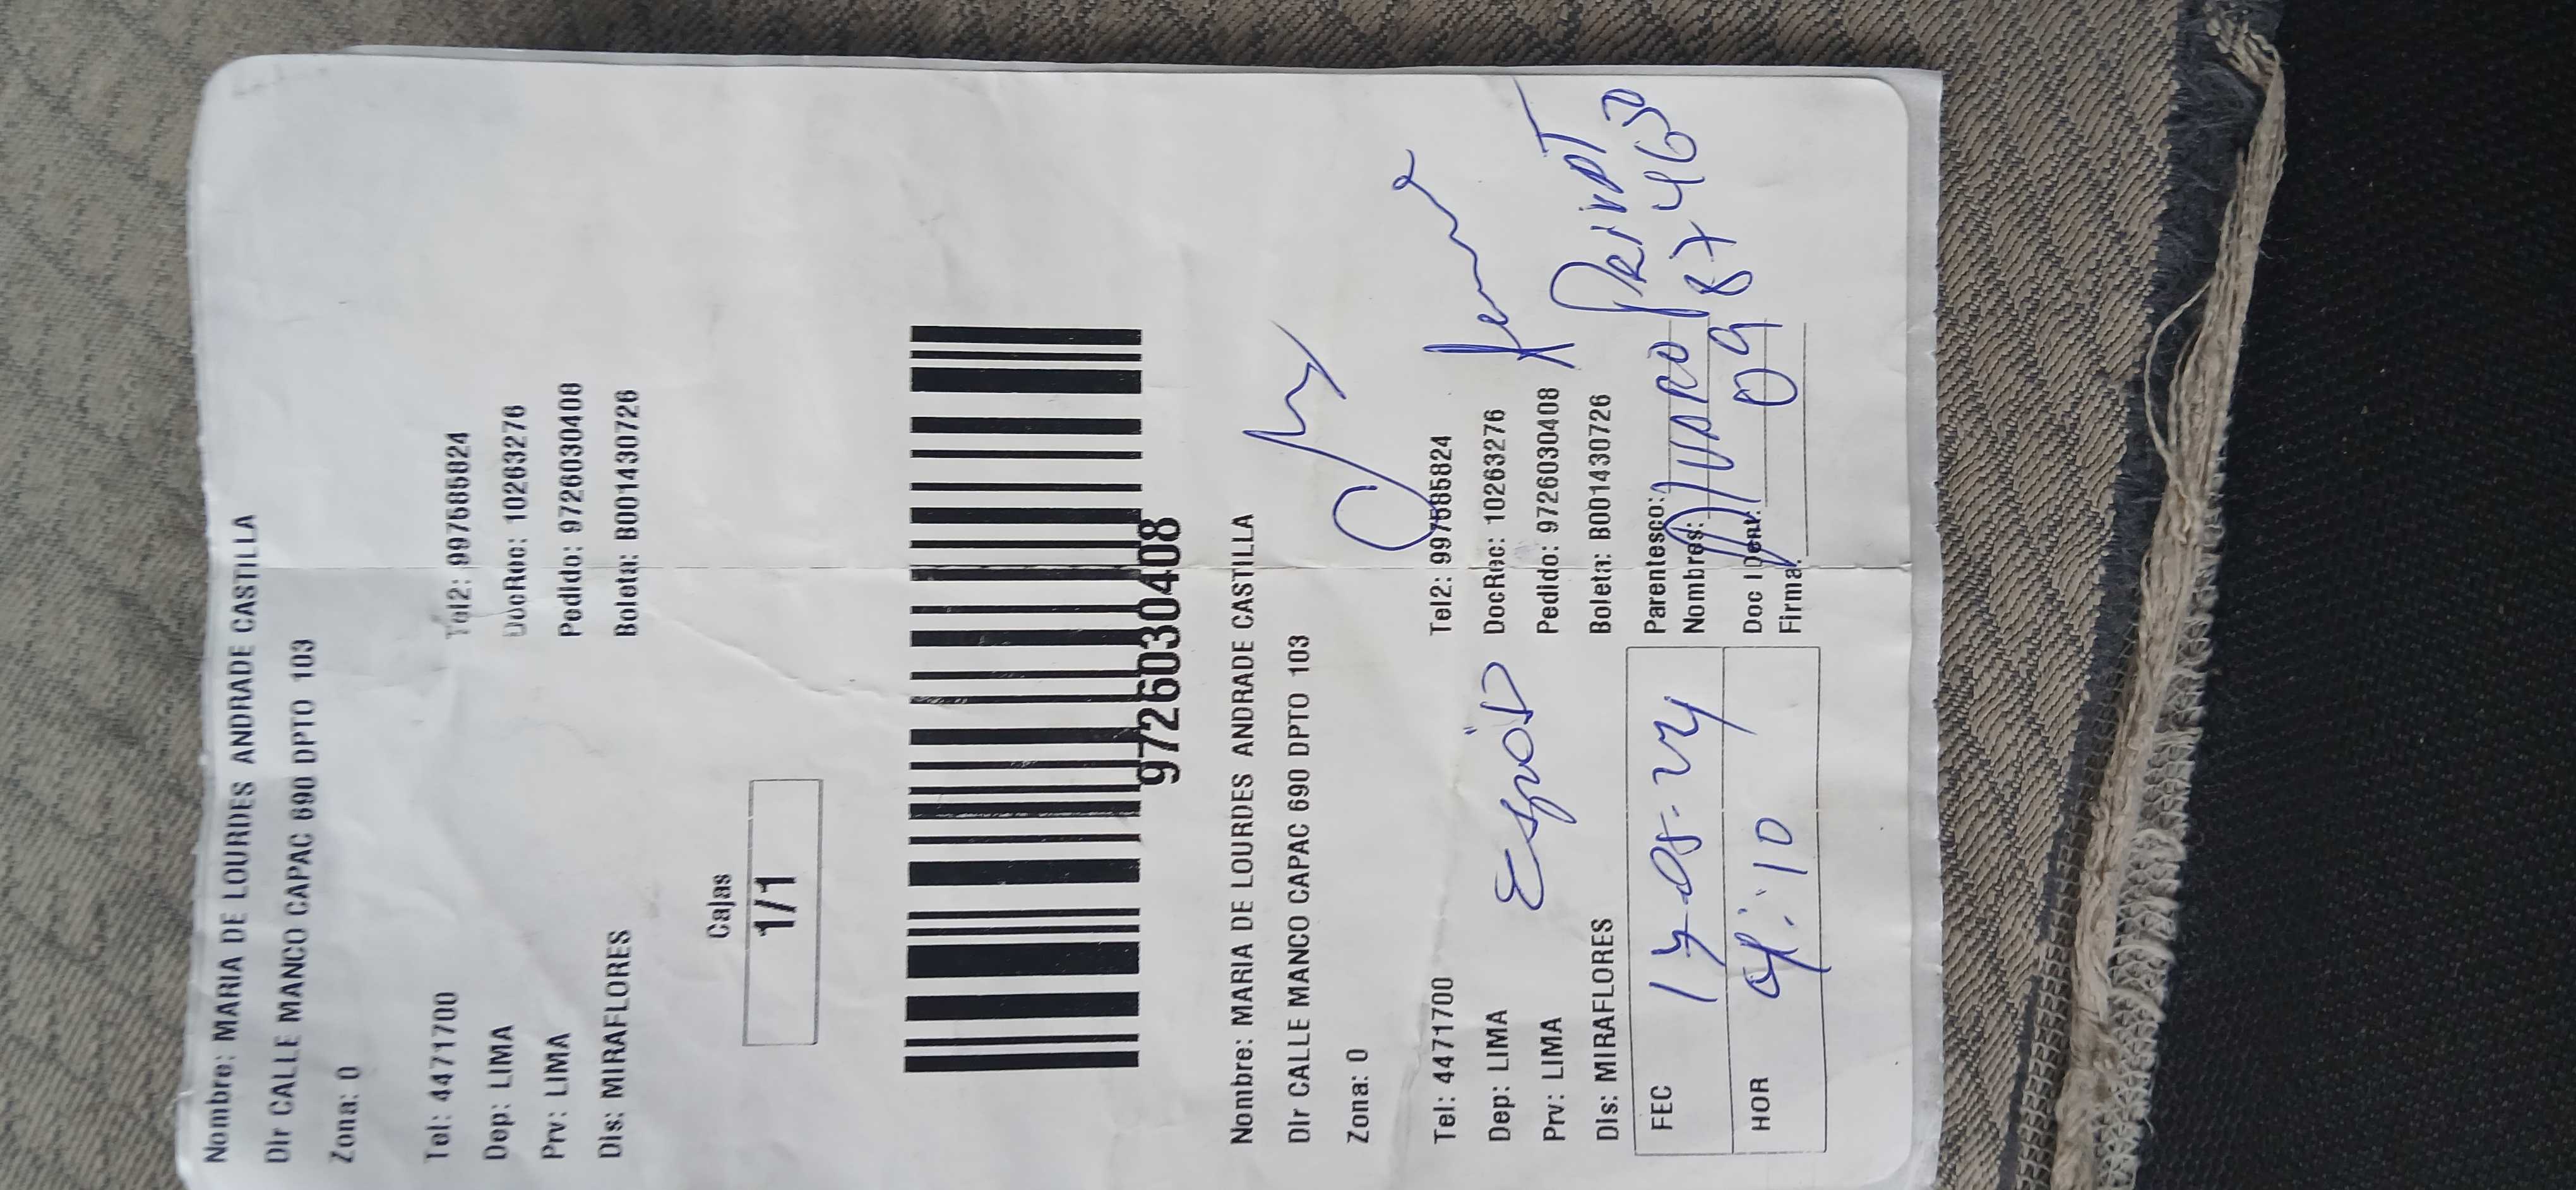 Nombre: MARIA DE LOURDES ANDRADE CASTILLA
Dir CALLE MANCO CAPAC 690 DPTO 103
Zona: 0
Tel: 4471700 Tel2: 997585824
Dep: LIMA DocRec: 10263276
Prv: LIMA Pedido: 9726030408
Dis: MIRAFLORES Boleta: B001430726
Cajas
1/1
9726030408
Nombre: MARIA DE LOURDES ANDRADE CASTILLA
Dir CALLE MANCO CAPAC 690 DPTO 103
Zona: 0
Tel: 4471700 Tel2: 997585824
Dep: LIMA DocRec: 10263276
Prv: LIMA Pedido: 9726030408
Dis: MIRAFLORES Boleta: B001430726
FEC Parentesco:
Nombres:
HOR Doc Ident.:
Firma: